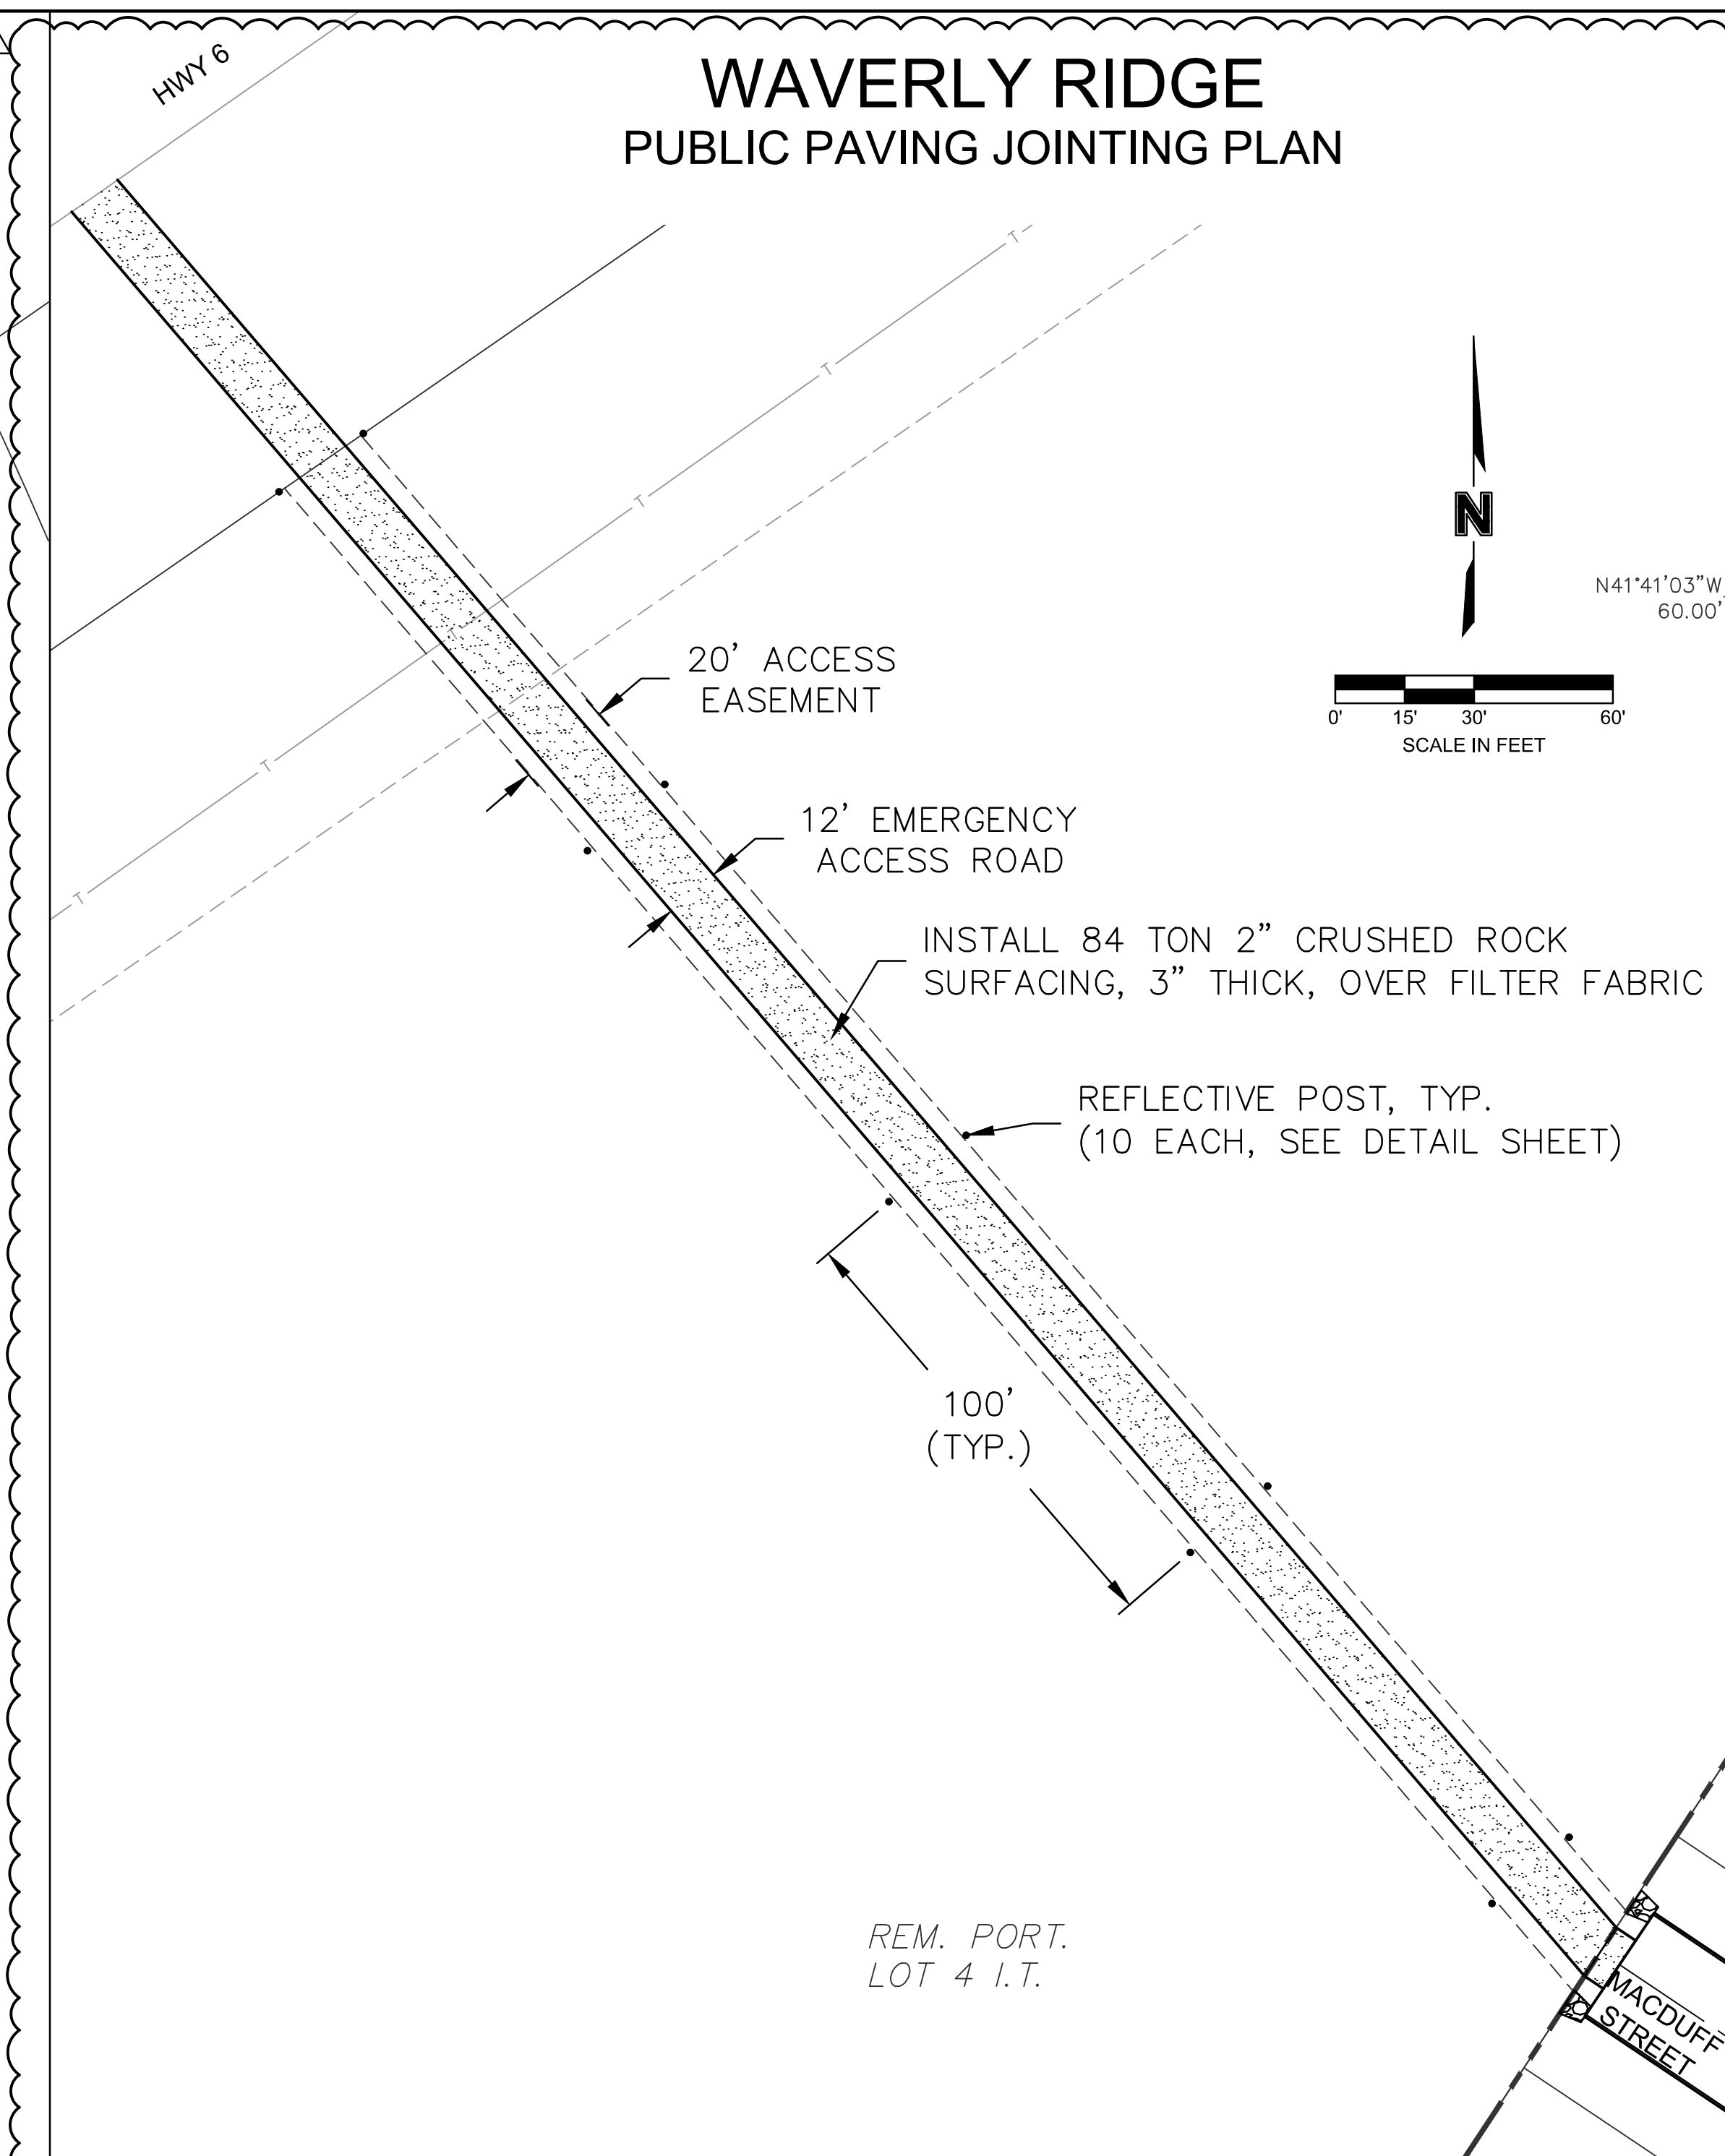 HWY 6
WAVERLY RIDGE
PUBLIC PAVING JOINTING PLAN
N
N41°41'03"W
60.00'
0' 15' 30' 60'
SCALE IN FEET
20' ACCESS
EASEMENT
12' EMERGENCY
ACCESS ROAD
INSTALL 84 TON 2" CRUSHED ROCK
SURFACING, 3" THICK, OVER FILTER FABRIC
REFLECTIVE POST, TYP.
(10 EACH, SEE DETAIL SHEET)
100'
(TYP.)
REM. PORT.
LOT 4 I.T.
MACDUFF
STREET
T
T
T
T
T
T